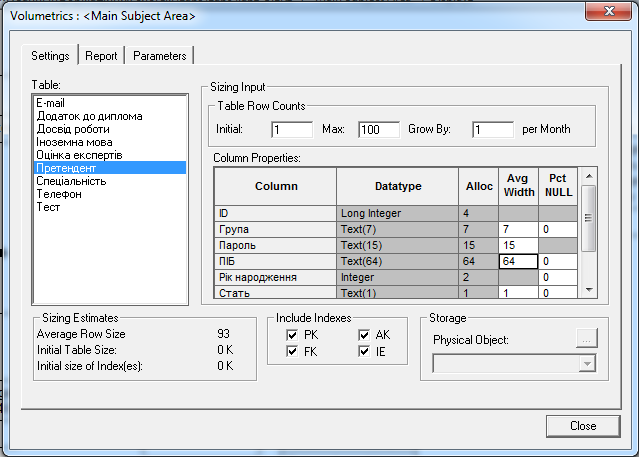 Volumetrics : <Main Subject Area>
Settings Report Parameters
Table:
E-mail
Додаток до диплома
Досвід роботи
Іноземна мова
Оцінка експертів
Претендент
Спеціальність
Телефон
Тест
Sizing Input
Table Row Counts
Initial: 1 Max: 100 Grow By: 1 per Month
Column Properties:
Column Datatype Alloc Avg Width Pct NULL
ID Long Integer 4
Група Text(7) 7 7 0
Пароль Text(15) 15 15
ПІБ Text(64) 64 64 0
Рік народження Integer 2 0
Стать Text(1) 1 1 0
Sizing Estimates
Average Row Size 93
Initial Table Size: 0 K
Initial size of Index(es): 0 K
Include Indexes
PK AK
FK IE
Storage
Physical Object: ...
Close